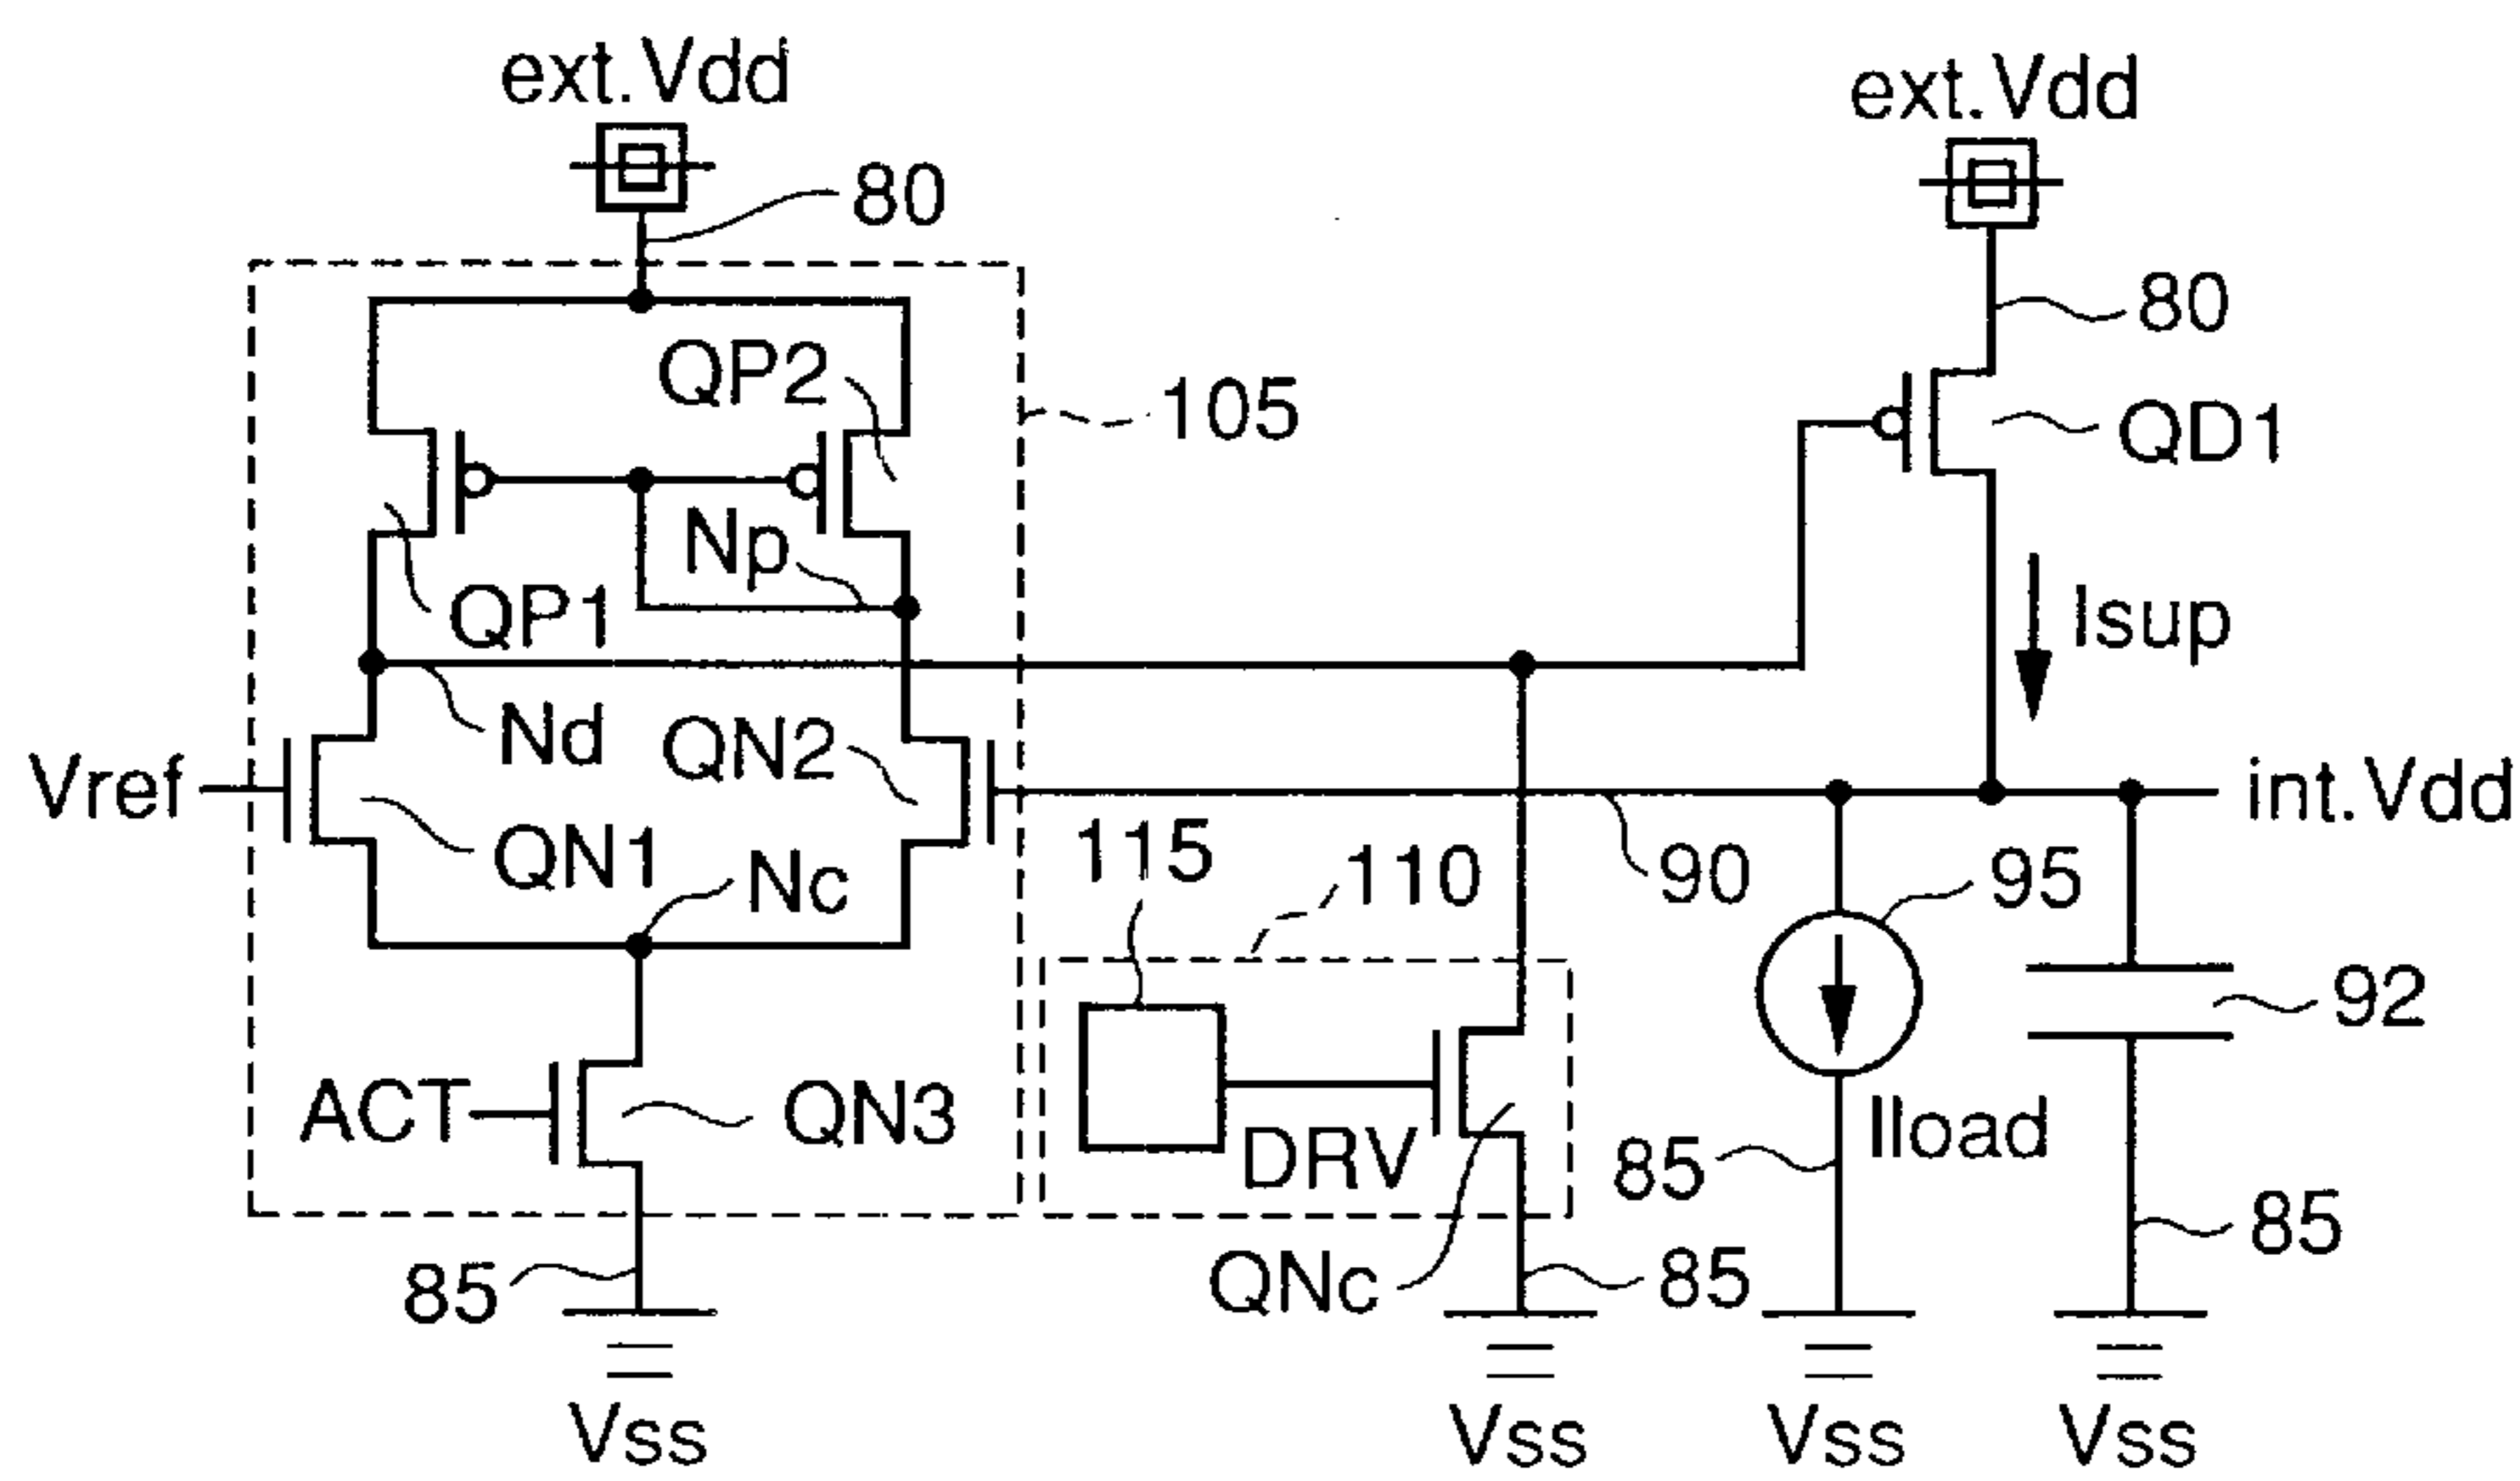 ext.Vdd
ext.Vdd
80
80
QP2
105
QD1
Np
QP1
Isup
Nd
QN2
Vref
int.Vdd
QN1
Nc
115
110
90
95
92
ACT
QN3
DRV
85
Iload
85
QNc
85
85
Vss
Vss
Vss
Vss